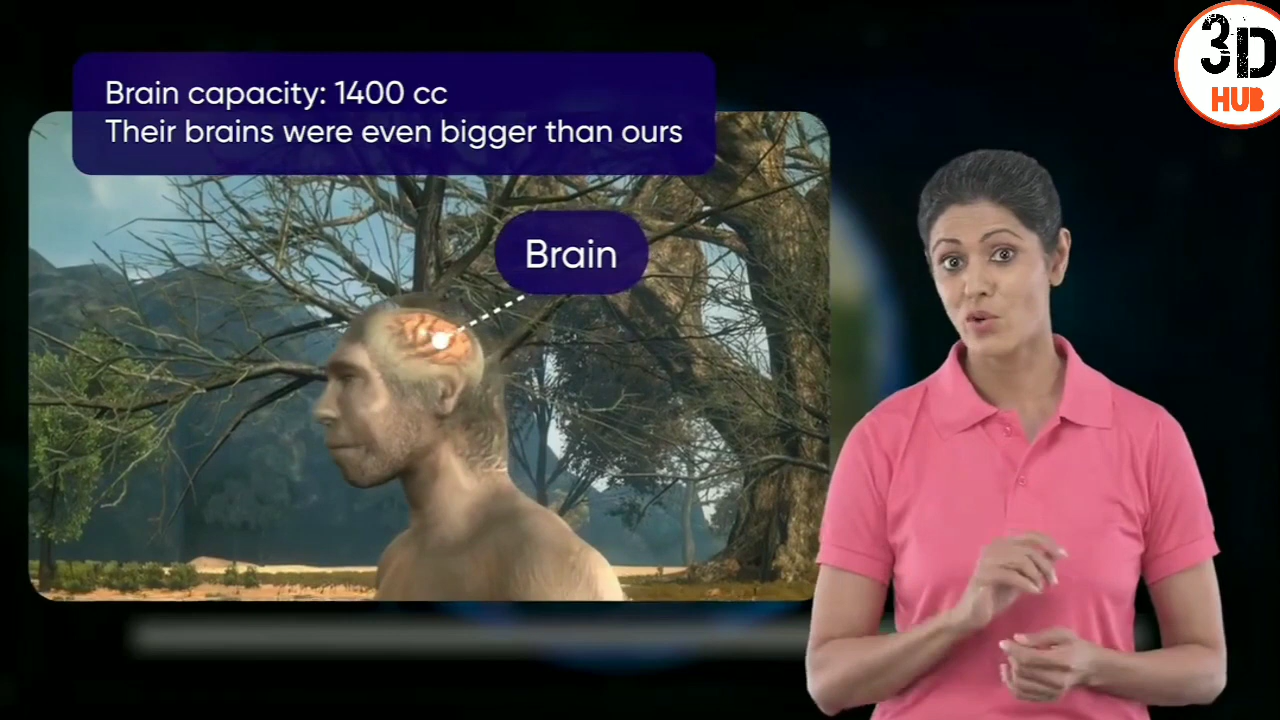 Brain capacity: 1400 cc
Their brains were even bigger than ours
Brain
3D
HUB